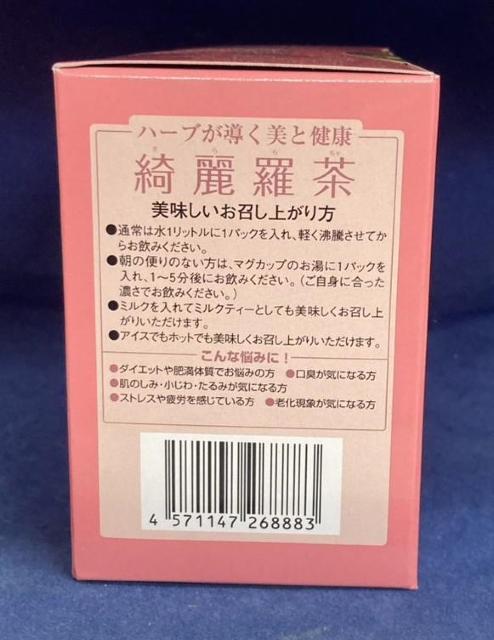 ハーブが導く美と健康
き ら ら ちゃ
綺麗羅茶
美味しいお召し上がり方
●通常は水1リットルに1パックを入れ、軽く沸騰させてか
らお飲みください。
●朝の便りのない方は、マグカップのお湯に1パックを
入れ、1〜5分後にお飲みください。(ご自身に合った
濃さでお飲みください。)
●ミルクを入れてミルクティーとしても美味しくお召し上
がりいただけます。
●アイスでもホットでも美味しくお召し上がりいただけます。
こんな悩みに!
●ダイエットや肥満体質でお悩みの方 ●口臭が気になる方
●肌のしみ・小じわ・たるみが気になる方
●ストレスや疲労を感じている方 ●老化現象が気になる方
4 571147 268883